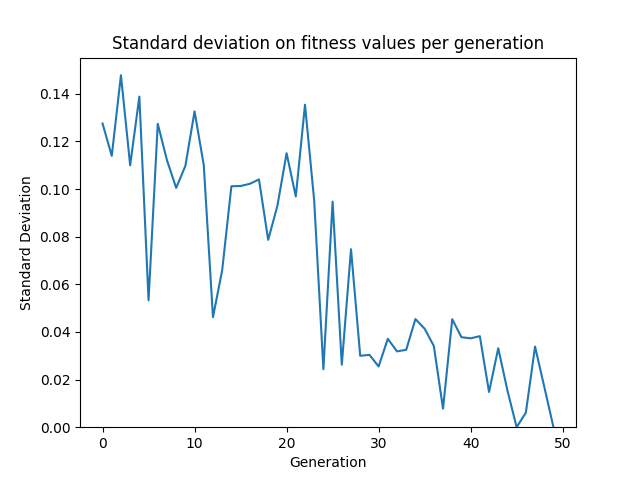 Standard deviation on fitness values per generation
Standard Deviation
0.14
0.12
0.10
0.08
0.06
0.04
0.02
0.00
0 10 20 30 40 50
Generation